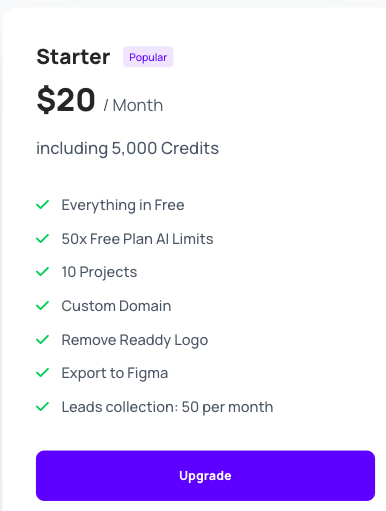 Starter Popular
$20 / Month
including 5,000 Credits
Everything in Free
50x Free Plan AI Limits
10 Projects
Custom Domain
Remove Readdy Logo
Export to Figma
Leads collection: 50 per month
Upgrade